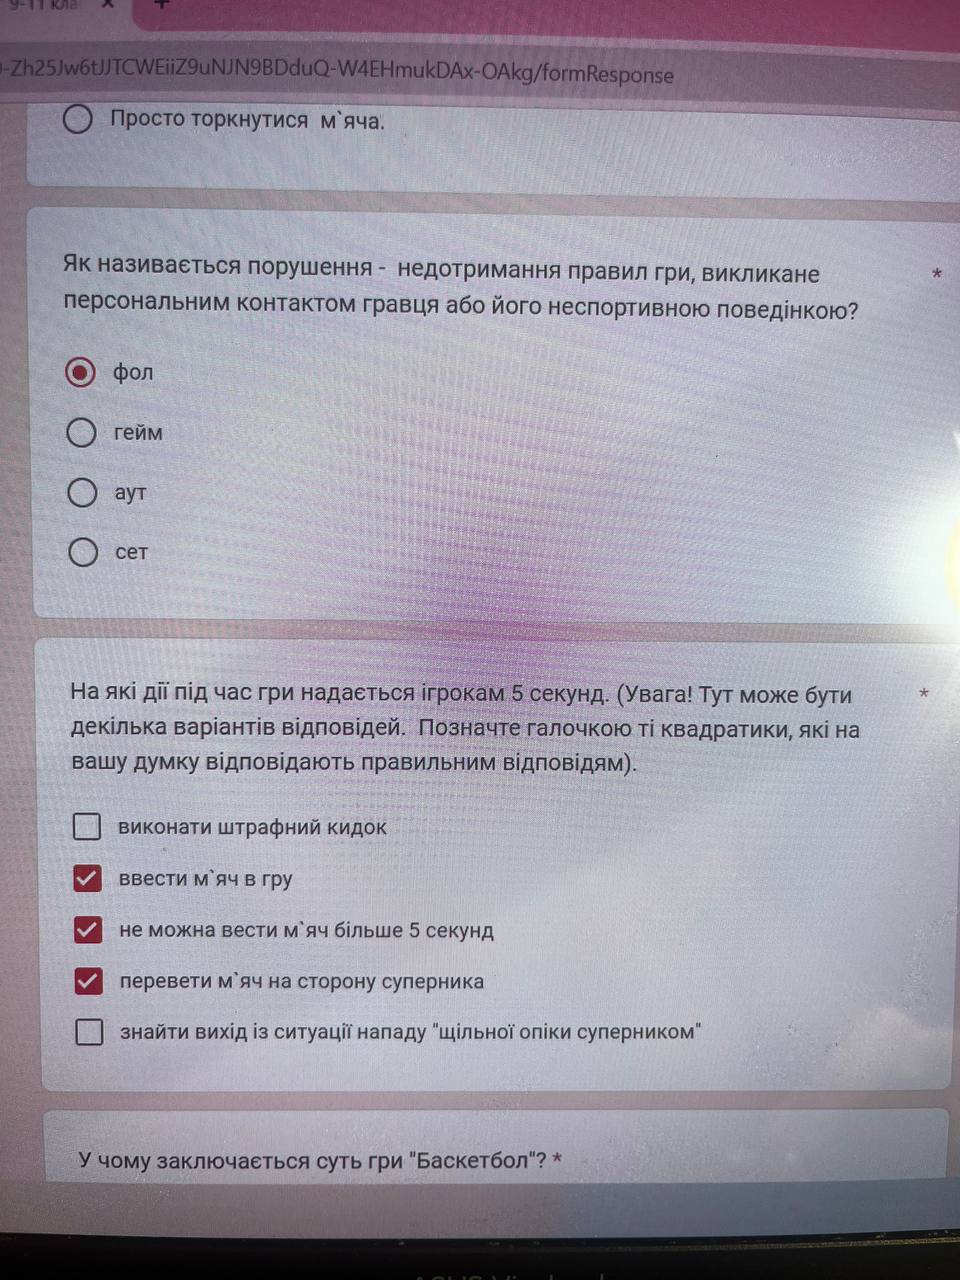 9-11 кла
-Zh25Jw6tJJTCWEiiZ9uNJN9BDduQ-W4EHmukDAx-OAkg/formResponse
Просто торкнутися м`яча.
Як називається порушення - недотримання правил гри, викликане *
персональним контактом гравця або його неспортивною поведінкою?
фол
гейм
аут
сет
На які дії під час гри надається ігрокам 5 секунд. (Увага! Тут може бути *
декілька варіантів відповідей. Позначте галочкою ті квадратики, які на
вашу думку відповідають правильним відповідям).
виконати штрафний кидок
ввести м`яч в гру
не можна вести м`яч більше 5 секунд
перевети м`яч на сторону суперника
знайти вихід із ситуації нападу "щільної опіки суперником"
У чому заключається суть гри "Баскетбол"? *